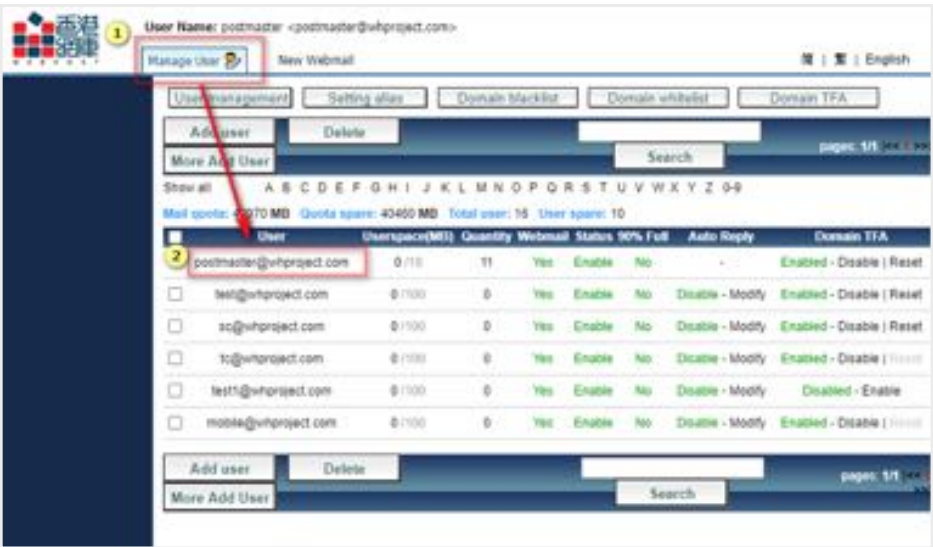 香港
網庫
WEBPOST
1
User Name: postmaster <postmaster@whproject.com>
Manage User
New Webmail
简 | 繁 | English
User management
Setting alias
Domain blacklist
Domain whitelist
Domain TFA
Add user
Delete
More Add User
Search
pages: 1/1
Show all
A B C D E F G H I J K L M N O P Q R S T U V W X Y Z 0-9
Mail quota: MB Quota spare: 40460 MB Total user: 16 User spare: 10
User Userspace(MB) Quantity Webmail Status 90% Full Auto Reply Domain TFA
2
postmaster@whproject.com 0 /10 11 Yes Enable No - Enabled - Disable | Reset
test@whproject.com 0 /100 0 Yes Enable No Disable - Modify Enabled - Disable | Reset
sc@whproject.com 0 /100 0 Yes Enable No Disable - Modify Enabled - Disable | Reset
tc@whproject.com 0 /100 0 Yes Enable No Disable - Modify Enabled - Disable | Reset
test1@whproject.com 0 /100 0 Yes Enable No Disable - Modify Disabled - Enable
mobile@whproject.com 0 /100 0 Yes Enable No Disable - Modify Enabled - Disable | Reset
Add user
Delete
More Add User
Search
pages: 1/1